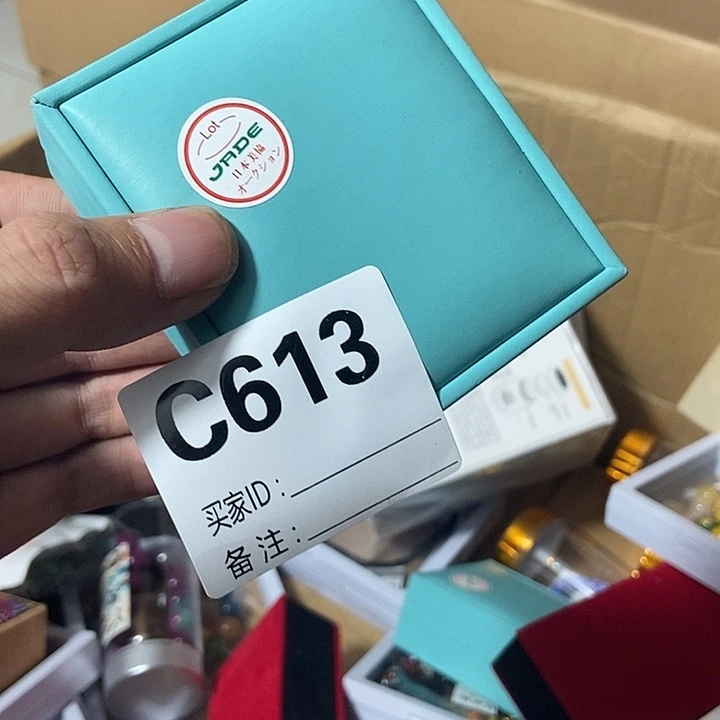 Lot
JADE
日本美協
オークション
C613
买家ID：
备注：